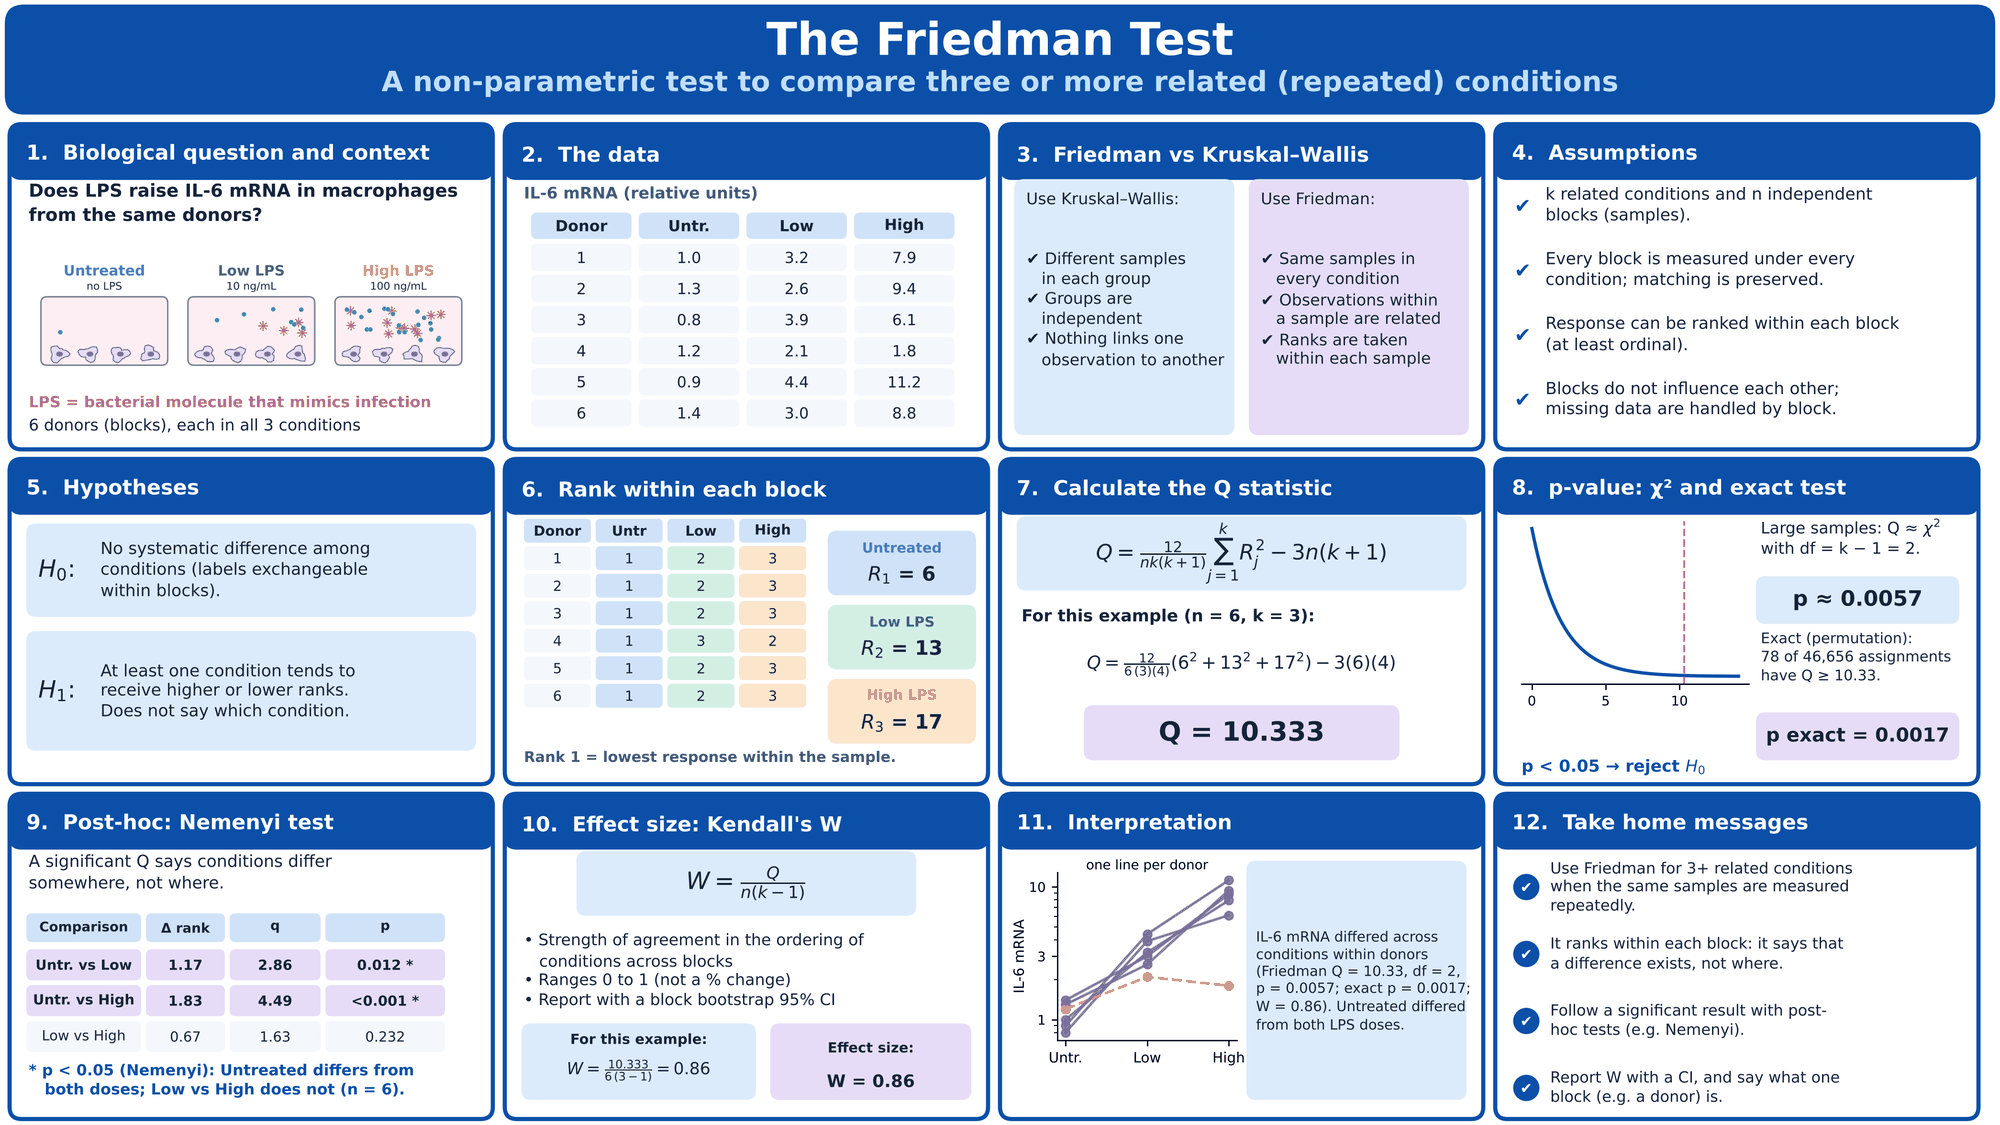 The Friedman Test
A non-parametric test to compare three or more related (repeated) conditions
1. Biological question and context
Does LPS raise IL-6 mRNA in macrophages
from the same donors?
Untreated
no LPS
Low LPS
10 ng/mL
High LPS
100 ng/mL
LPS = bacterial molecule that mimics infection
6 donors (blocks), each in all 3 conditions
2. The data
IL-6 mRNA (relative units)
Donor Untr. Low High
1 1.0 3.2 7.9
2 1.3 2.6 9.4
3 0.8 3.9 6.1
4 1.2 2.1 1.8
5 0.9 4.4 11.2
6 1.4 3.0 8.8
3. Friedman vs Kruskal–Wallis
Use Kruskal–Wallis:
✔ Different samples
in each group
✔ Groups are
independent
✔ Nothing links one
observation to another
Use Friedman:
✔ Same samples in
every condition
✔ Observations within
a sample are related
✔ Ranks are taken
within each sample
4. Assumptions
✔ k related conditions and n independent
blocks (samples).
✔ Every block is measured under every
condition; matching is preserved.
✔ Response can be ranked within each block
(at least ordinal).
✔ Blocks do not influence each other;
missing data are handled by block.
5. Hypotheses
H₀: No systematic difference among
conditions (labels exchangeable
within blocks).
H₁: At least one condition tends to
receive higher or lower ranks.
Does not say which condition.
6. Rank within each block
Donor Untr Low High
1 1 2 3
2 1 2 3
3 1 2 3
4 1 3 2
5 1 2 3
6 1 2 3
Untreated
R₁ = 6
Low LPS
R₂ = 13
High LPS
R₃ = 17
Rank 1 = lowest response within the sample.
7. Calculate the Q statistic
Q = 12/nk(k+1) ∑ⱼ₌₁ᵏ Rⱼ² − 3n(k+1)
For this example (n = 6, k = 3):
Q = 12/6(3)(4) (6² + 13² + 17²) − 3(6)(4)
Q = 10.333
8. p-value: χ² and exact test
0 5 10
Large samples: Q ≈ χ²
with df = k − 1 = 2.
p ≈ 0.0057
Exact (permutation):
78 of 46,656 assignments
have Q ≥ 10.33.
p exact = 0.0017
p < 0.05 → reject H₀
9. Post-hoc: Nemenyi test
A significant Q says conditions differ
somewhere, not where.
Comparison Δ rank q p
Untr. vs Low 1.17 2.86 0.012 *
Untr. vs High 1.83 4.49 <0.001 *
Low vs High 0.67 1.63 0.232
* p < 0.05 (Nemenyi): Untreated differs from
both doses; Low vs High does not (n = 6).
10. Effect size: Kendall's W
W = Q/n(k−1)
• Strength of agreement in the ordering of
conditions across blocks
• Ranges 0 to 1 (not a % change)
• Report with a block bootstrap 95% CI
For this example:
W = 10.333/6(3−1) = 0.86
Effect size:
W = 0.86
11. Interpretation
one line per donor
IL-6 mRNA
10
3
1
Untr. Low High
IL-6 mRNA differed across
conditions within donors
(Friedman Q = 10.33, df = 2,
p = 0.0057; exact p = 0.0017;
W = 0.86). Untreated differed
from both LPS doses.
12. Take home messages
✔ Use Friedman for 3+ related conditions
when the same samples are measured
repeatedly.
✔ It ranks within each block: it says that
a difference exists, not where.
✔ Follow a significant result with post-
hoc tests (e.g. Nemenyi).
✔ Report W with a CI, and say what one
block (e.g. a donor) is.